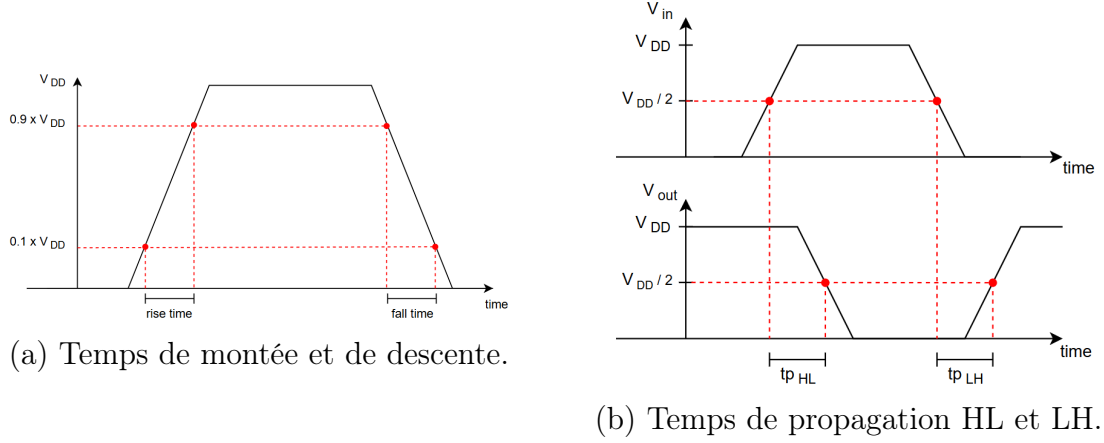 V DD
0.9 x V DD
0.1 x V DD
time
rise time
fall time
(a) Temps de montée et de descente.
V in
V DD
V DD / 2
time
V out
V DD
V DD / 2
time
tp HL
tp LH
(b) Temps de propagation HL et LH.